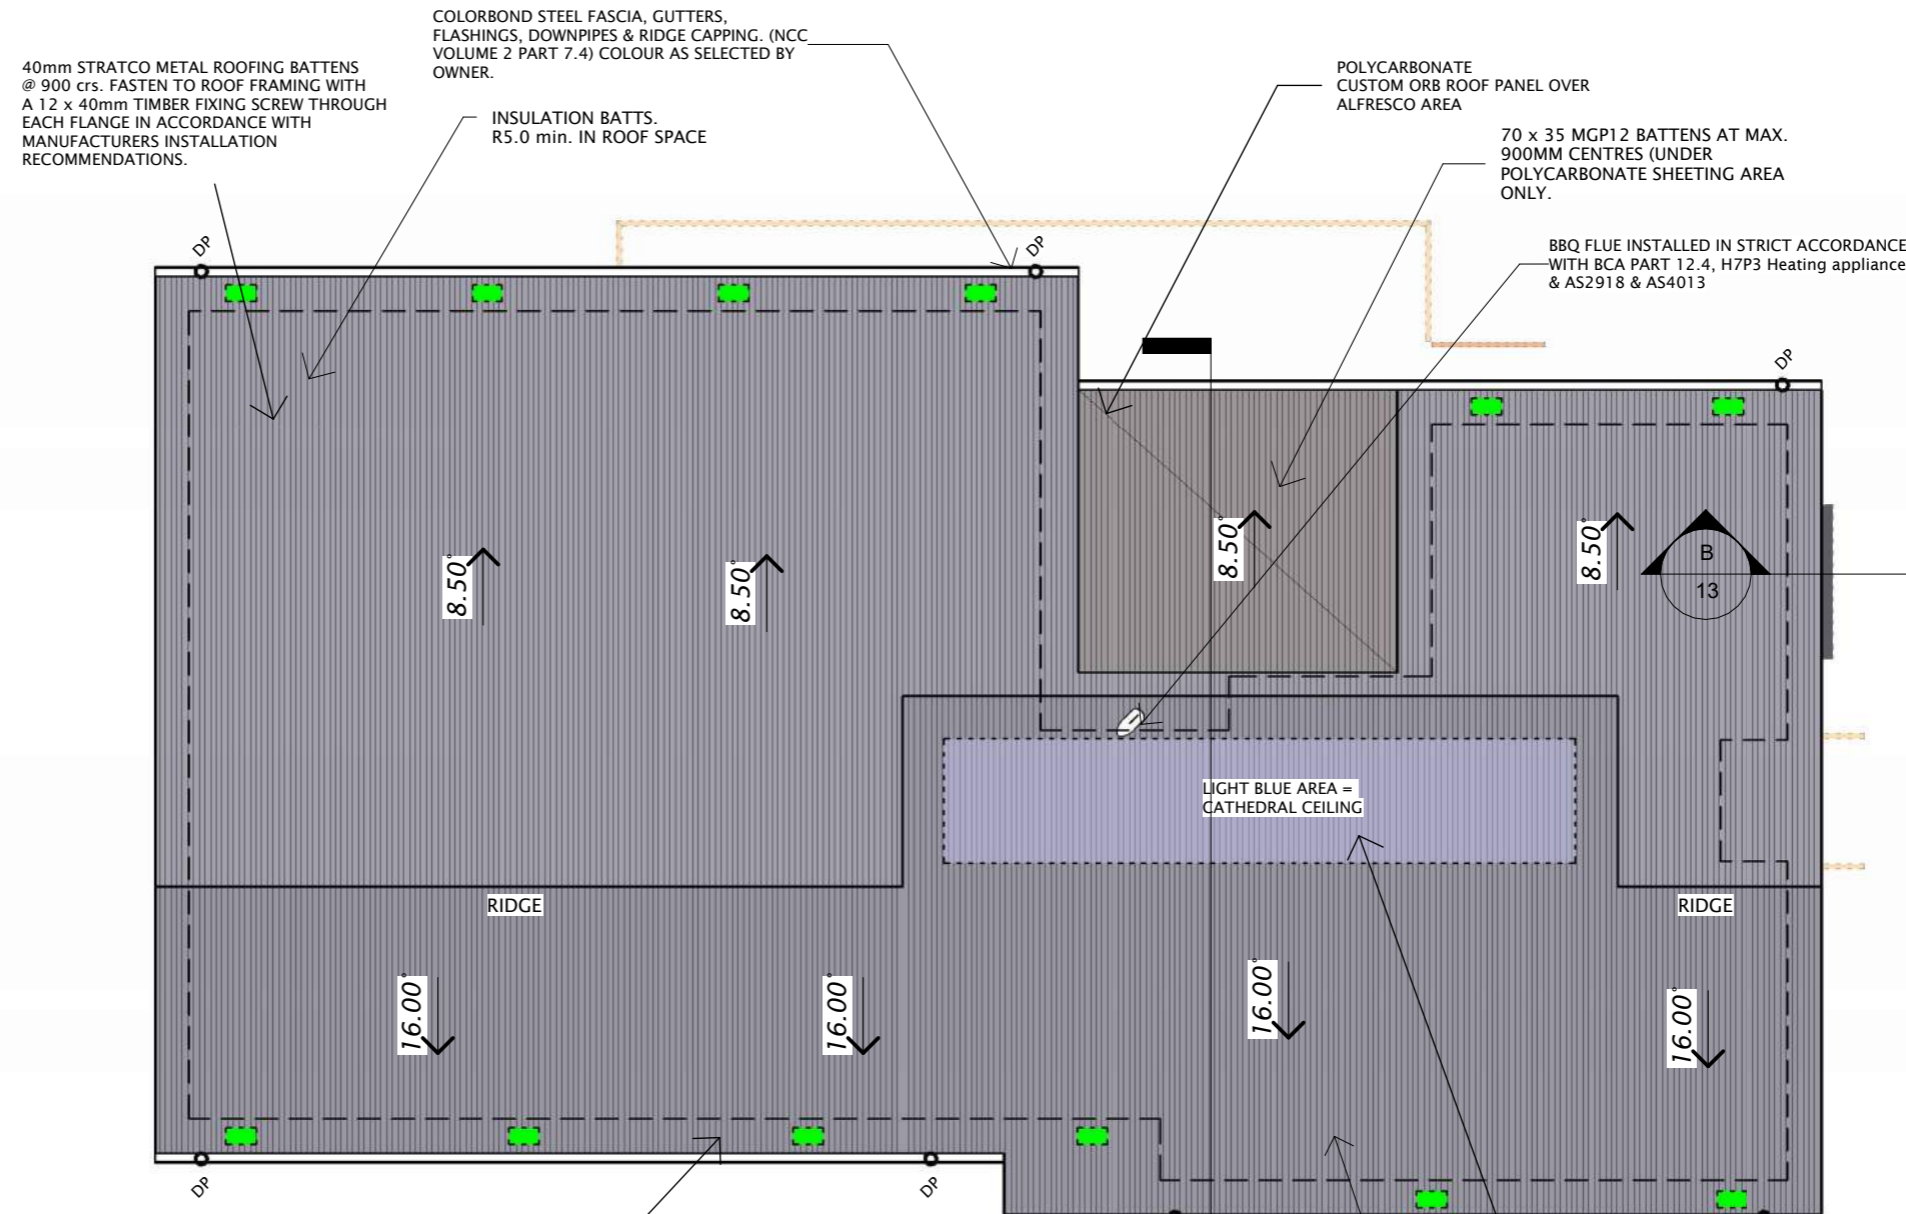 COLORBOND STEEL FASCIA, GUTTERS,
FLASHINGS, DOWNPIPES & RIDGE CAPPING. (NCC
VOLUME 2 PART 7.4) COLOUR AS SELECTED BY
OWNER.
40mm STRATCO METAL ROOFING BATTENS
@ 900 crs. FASTEN TO ROOF FRAMING WITH
A 12 x 40mm TIMBER FIXING SCREW THROUGH
EACH FLANGE IN ACCORDANCE WITH
MANUFACTURERS INSTALLATION
RECOMMENDATIONS.
INSULATION BATTS.
R5.0 min. IN ROOF SPACE
POLYCARBONATE
CUSTOM ORB ROOF PANEL OVER
ALFRESCO AREA
70 x 35 MGP12 BATTENS AT MAX.
900MM CENTRES (UNDER
POLYCARBONATE SHEETING AREA
ONLY.
BBQ FLUE INSTALLED IN STRICT ACCORDANCE
WITH BCA PART 12.4, H7P3 Heating appliance
& AS2918 & AS4013
DP
DP
DP
8.50°
8.50°
8.50°
8.50°
B
13
LIGHT BLUE AREA =
CATHEDRAL CEILING
RIDGE
RIDGE
16.00°
16.00°
16.00°
16.00°
DP
DP